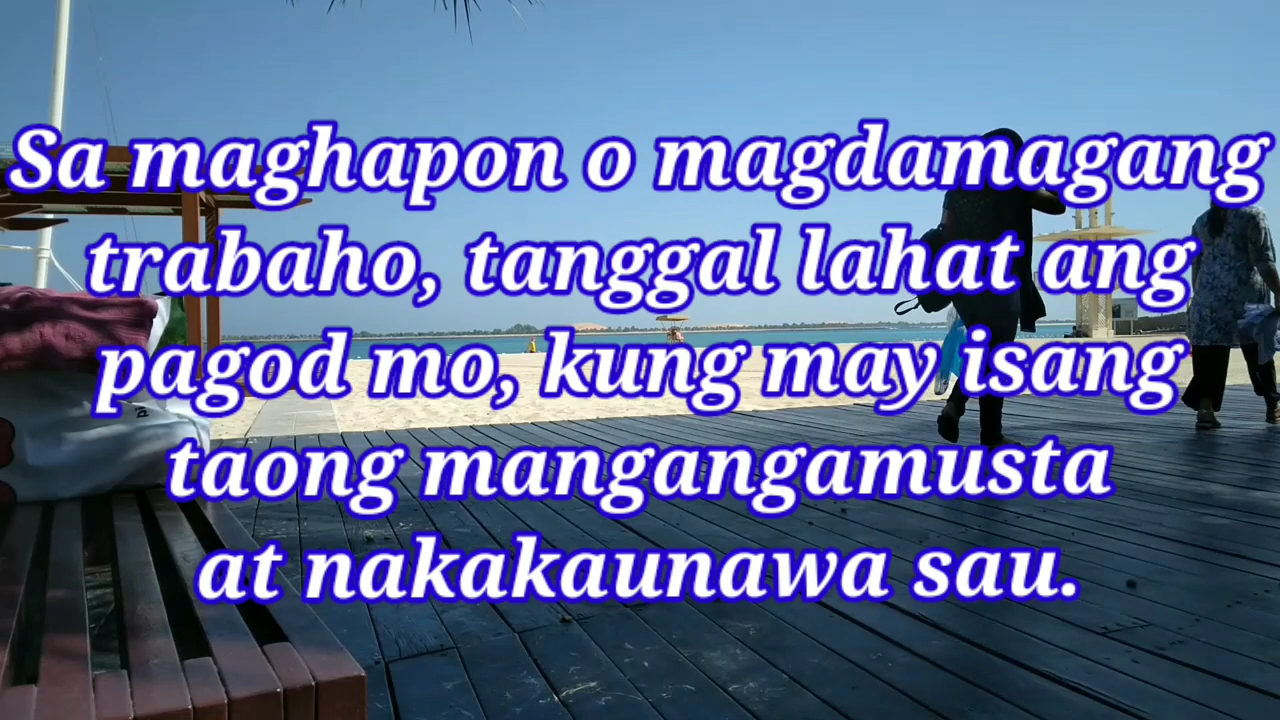 Sa maghapon o magdamagang
trabaho, tanggal lahat ang
pagod mo, kung may isang
taong mangangamusta
at nakakaunawa sau.